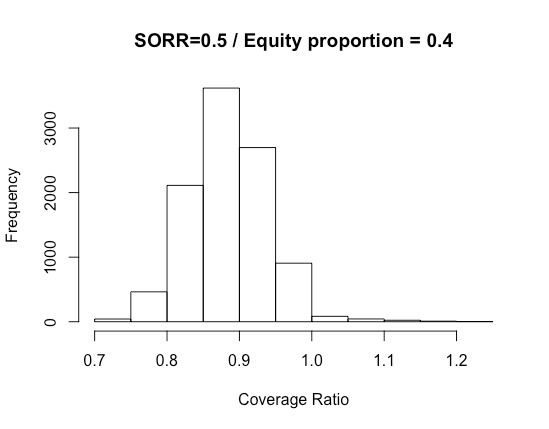 SORR=0.5 / Equity proportion = 0.4
Frequency
3000
2000
1000
0
0.7 0.8 0.9 1.0 1.1 1.2
Coverage Ratio